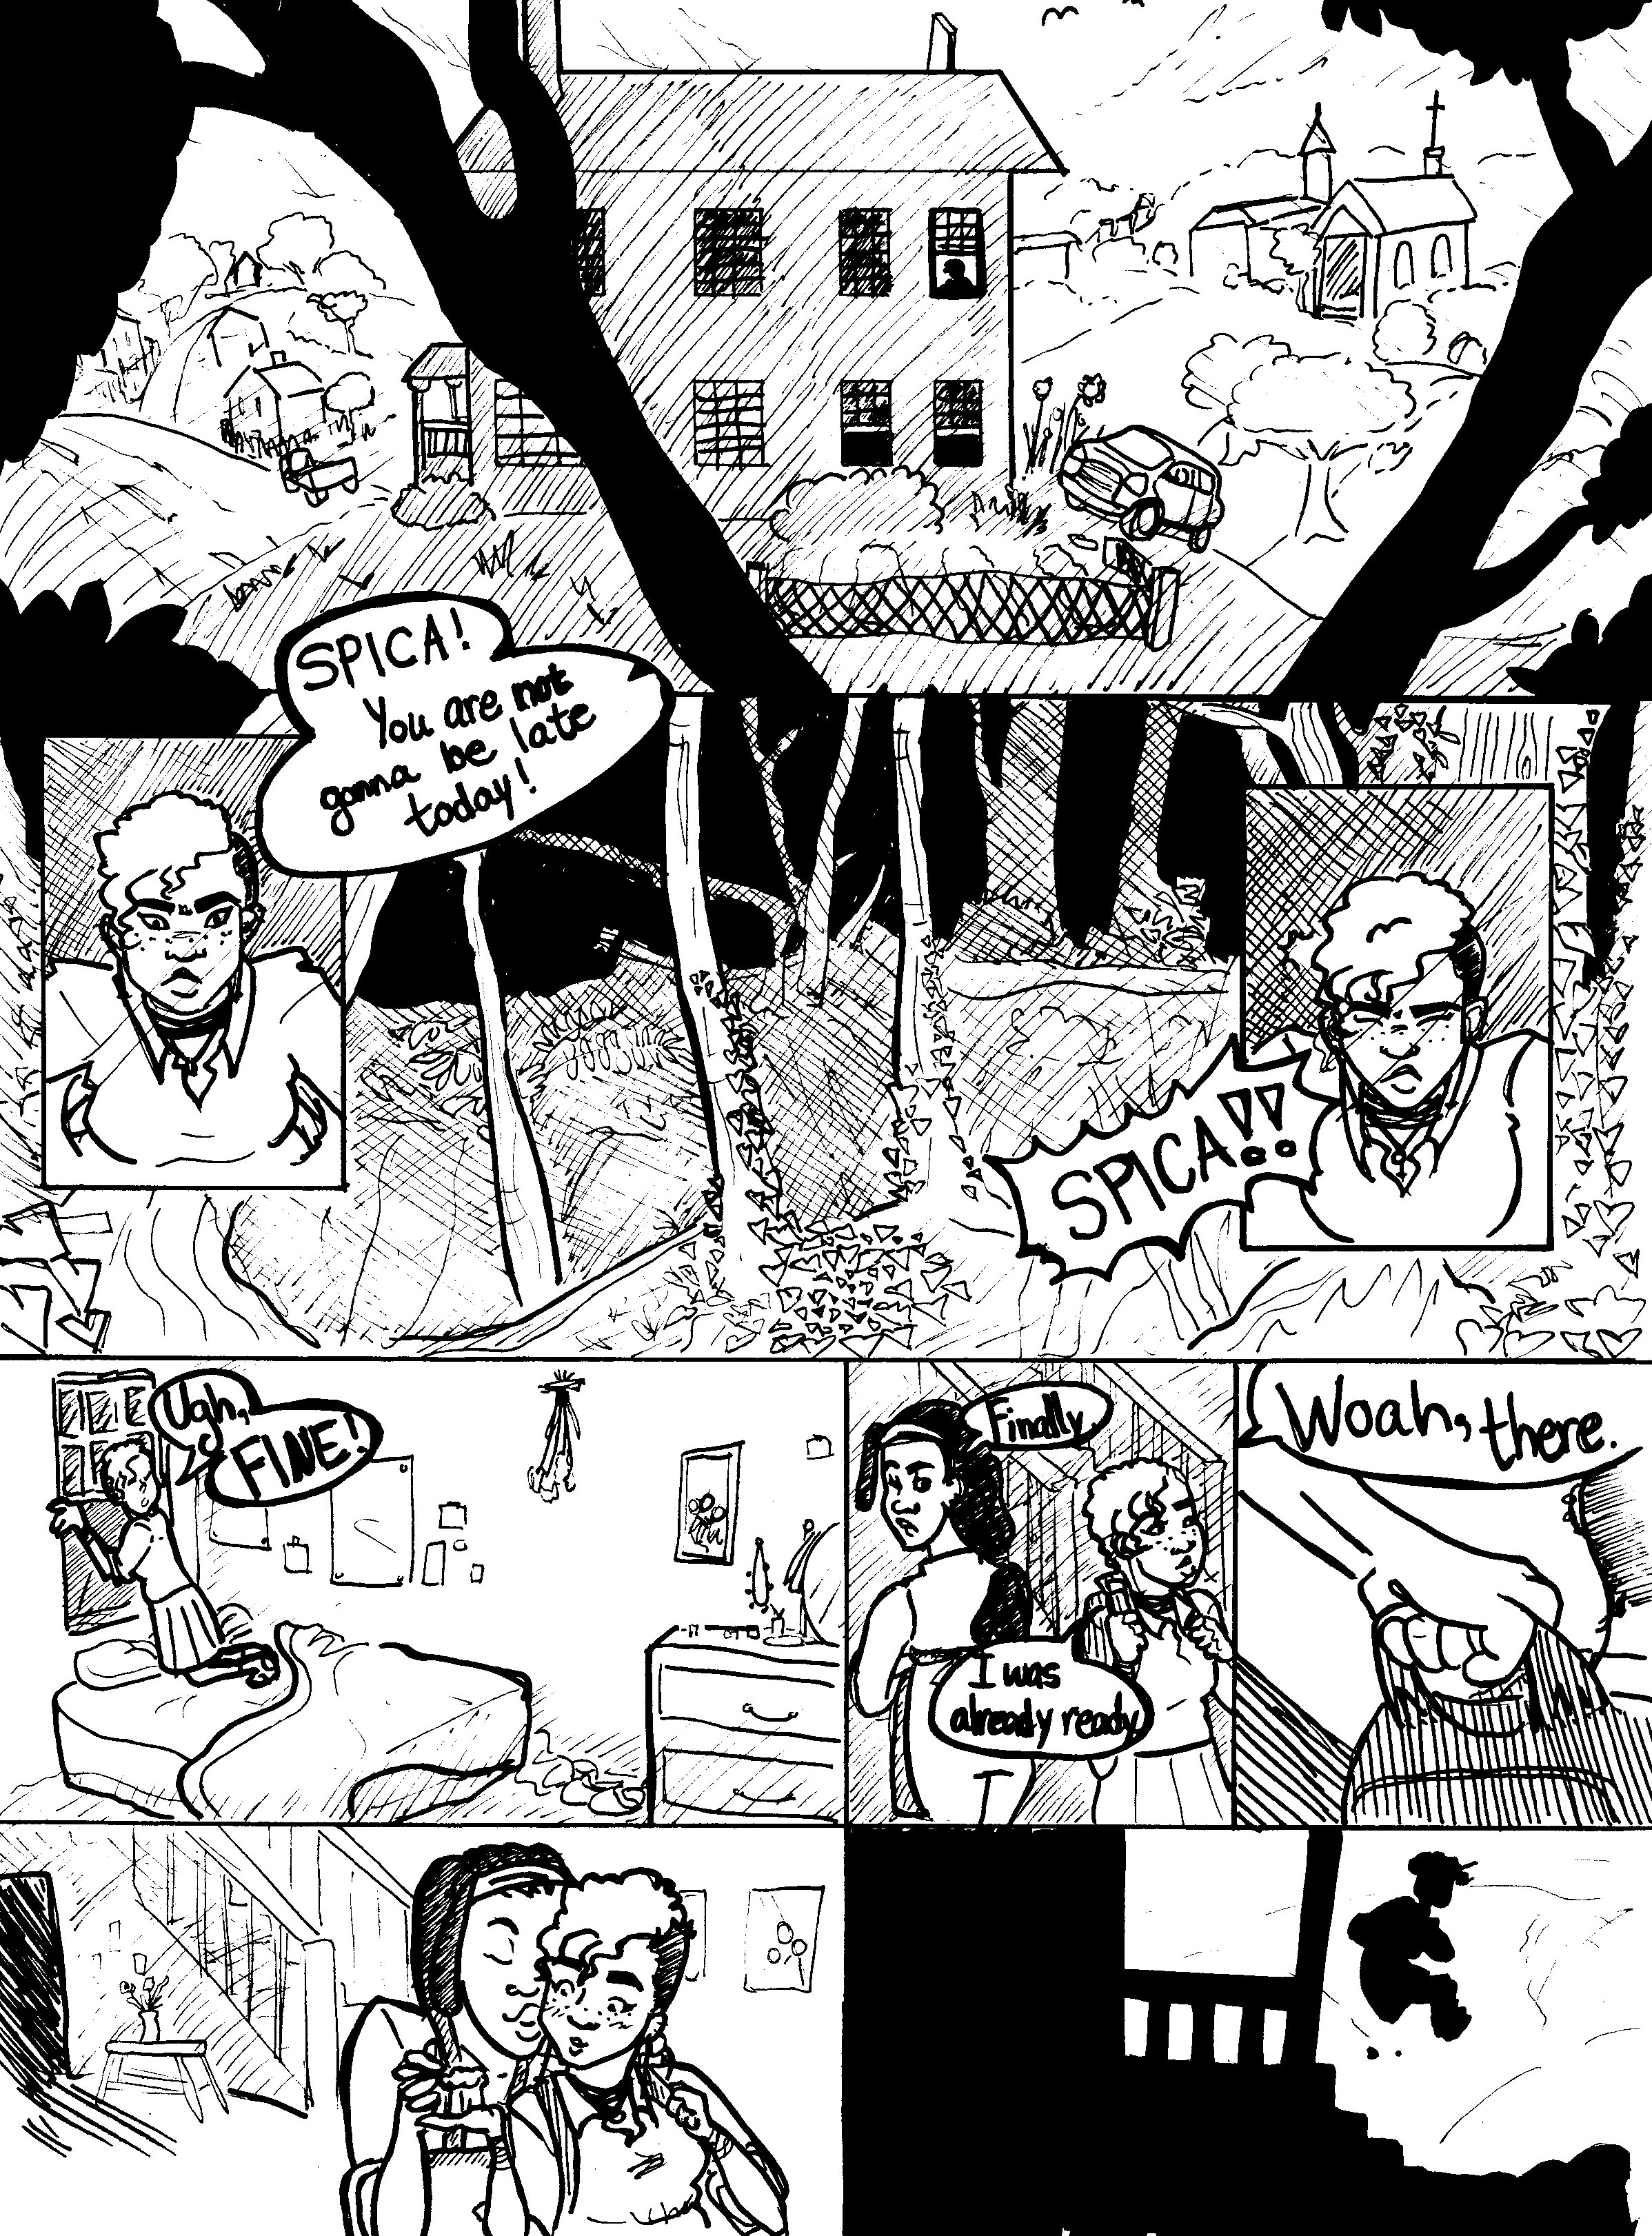 SPICA!
You are not
gonna be late
today!
SPICA!!
Ugh,
FINE!
Finally.
I was
already ready.
Woah, there.